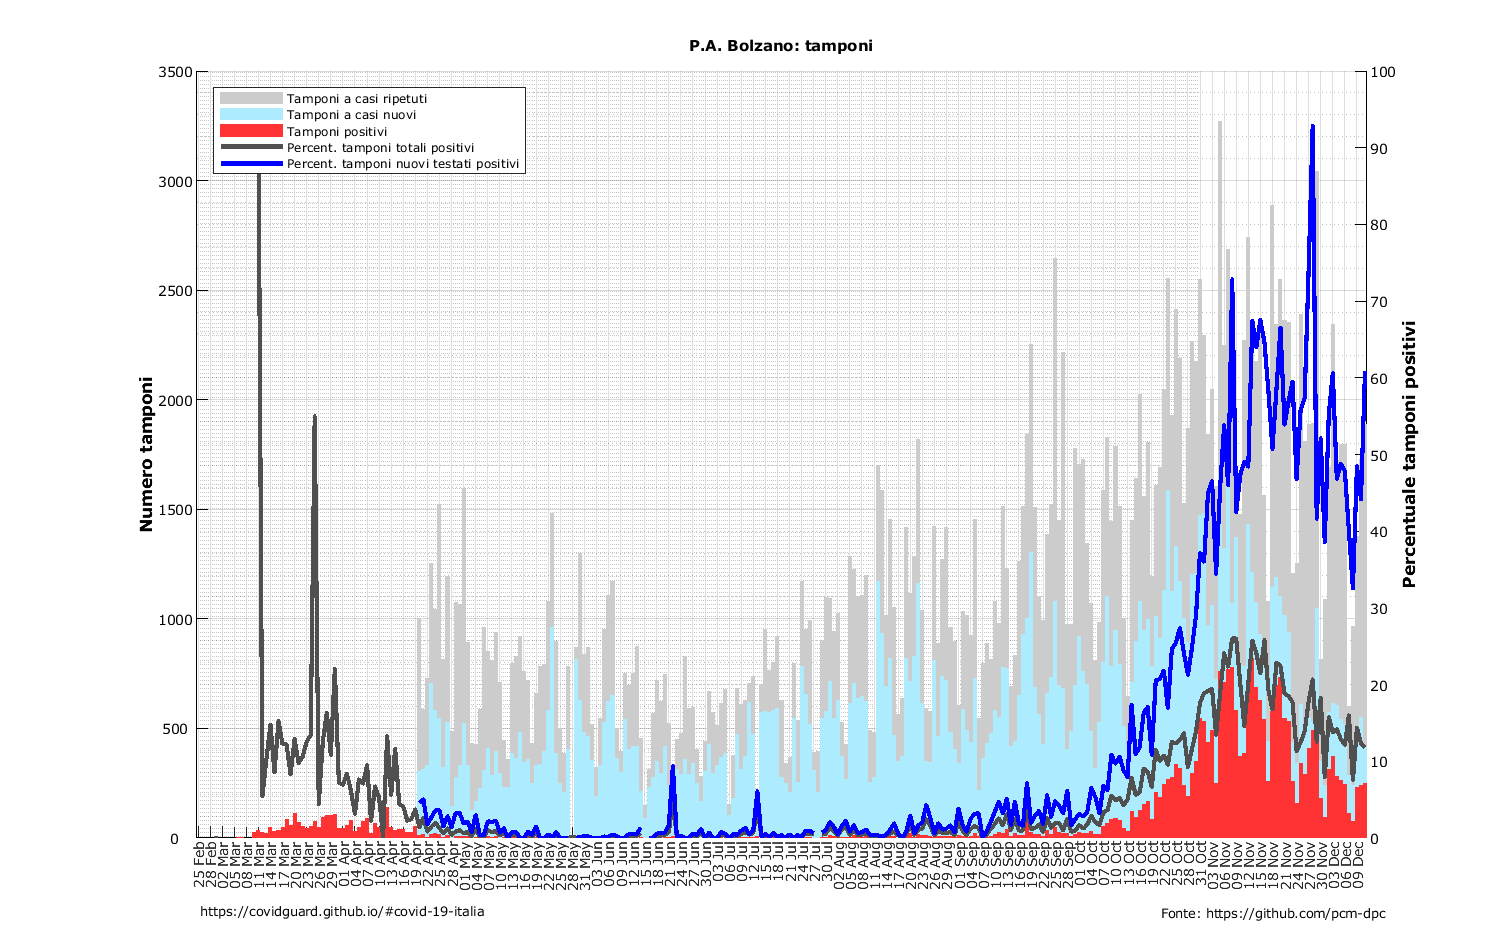 P.A. Bolzano: tamponi
Tamponi a casi ripetuti
Tamponi a casi nuovi
Tamponi positivi
Percent. tamponi totali positivi
Percent. tamponi nuovi testati positivi
Numero tamponi
3500
3000
2500
2000
1500
1000
500
0
Percentuale tamponi positivi
100
90
80
70
60
50
40
30
20
10
0
25 Feb
28 Feb
02 Mar
05 Mar
08 Mar
11 Mar
14 Mar
17 Mar
20 Mar
23 Mar
26 Mar
29 Mar
01 Apr
04 Apr
07 Apr
10 Apr
13 Apr
16 Apr
19 Apr
22 Apr
25 Apr
28 Apr
01 May
04 May
07 May
10 May
13 May
16 May
19 May
22 May
25 May
28 May
31 May
03 Jun
06 Jun
09 Jun
12 Jun
15 Jun
18 Jun
21 Jun
24 Jun
27 Jun
30 Jun
03 Jul
06 Jul
09 Jul
12 Jul
15 Jul
18 Jul
21 Jul
24 Jul
27 Jul
30 Jul
02 Aug
05 Aug
08 Aug
11 Aug
14 Aug
17 Aug
20 Aug
23 Aug
26 Aug
29 Aug
01 Sep
04 Sep
07 Sep
10 Sep
13 Sep
16 Sep
19 Sep
22 Sep
25 Sep
28 Sep
01 Oct
04 Oct
07 Oct
10 Oct
13 Oct
16 Oct
19 Oct
22 Oct
25 Oct
28 Oct
31 Oct
03 Nov
06 Nov
09 Nov
12 Nov
15 Nov
18 Nov
21 Nov
24 Nov
27 Nov
30 Nov
03 Dec
06 Dec
09 Dec
https://covidguard.github.io/#covid-19-italia
Fonte: https://github.com/pcm-dpc